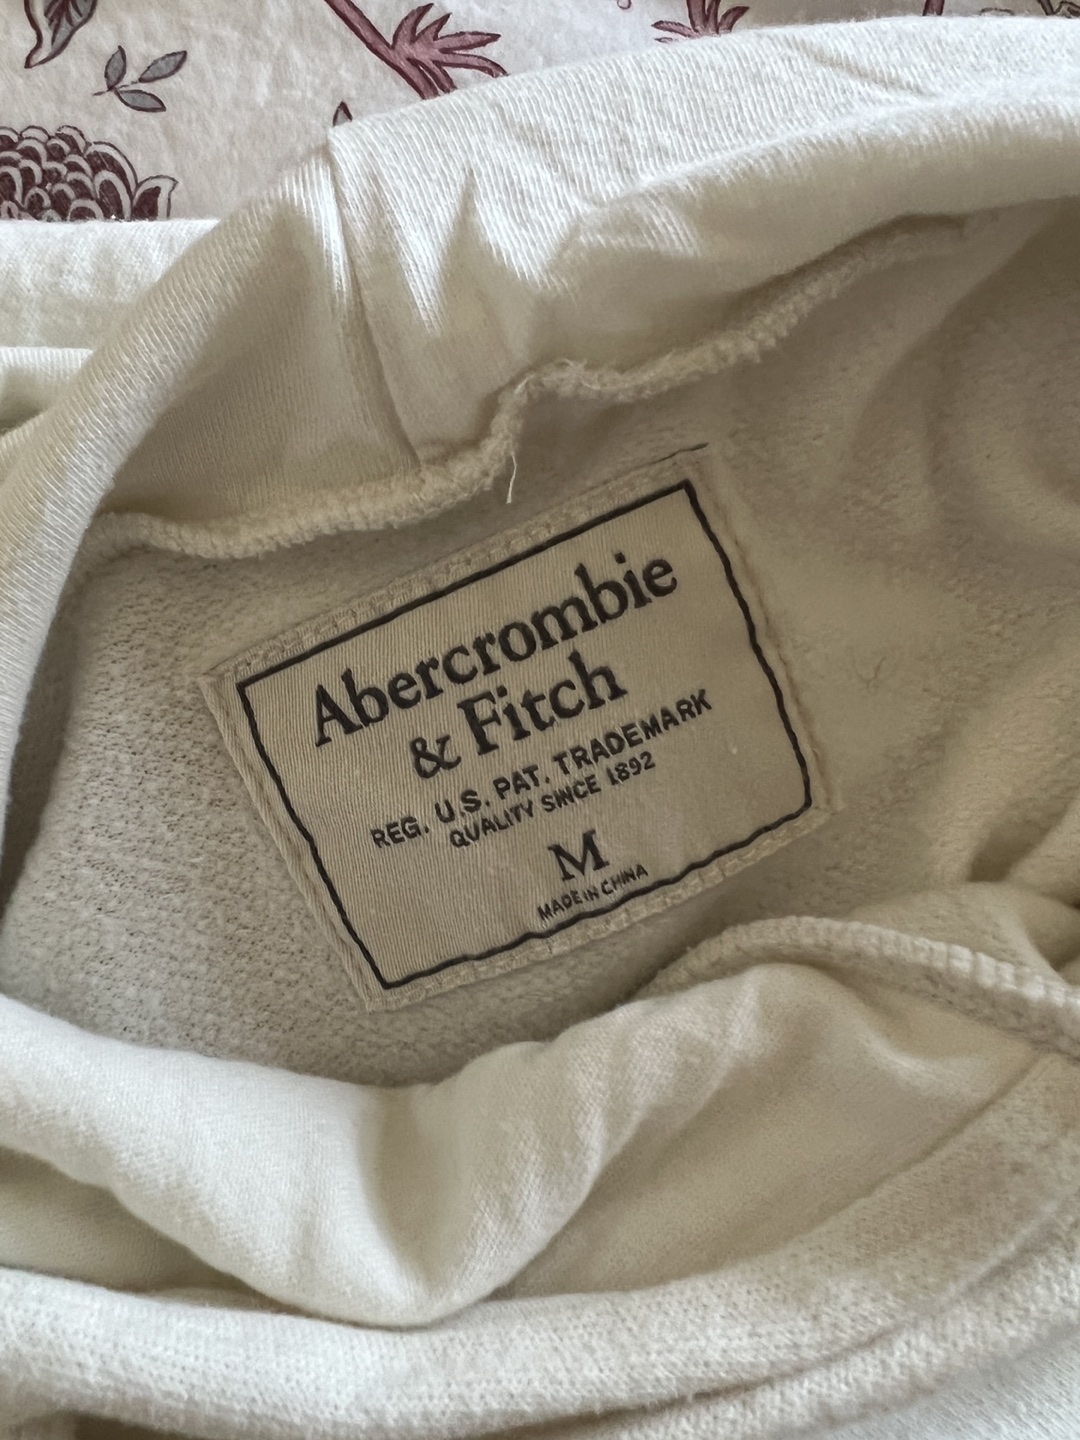 Abercrombie
& Fitch
REG. U.S. PAT. TRADEMARK
QUALITY SINCE 1892
M
MADE IN CHINA